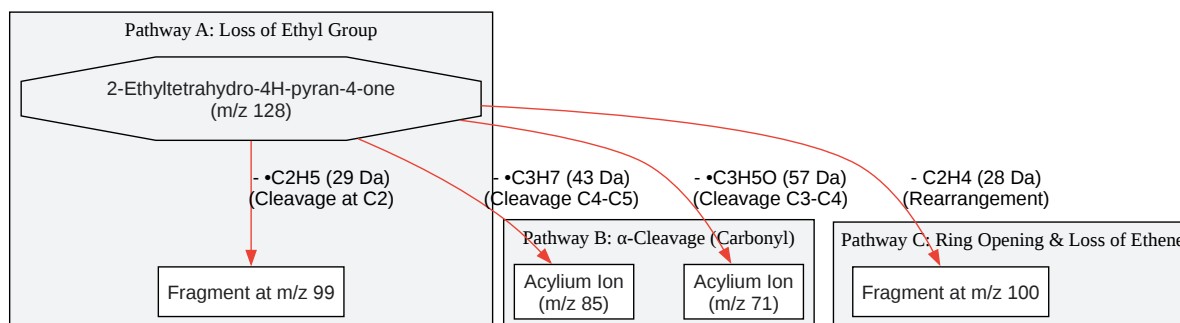 Pathway A: Loss of Ethyl Group
2-Ethyltetrahydro-4H-pyran-4-one
(m/z 128)
- •C2H5 (29 Da)
(Cleavage at C2)
- •C3H7 (43 Da)
(Cleavage C4-C5)
- •C3H5O (57 Da)
(Cleavage C3-C4)
- C2H4 (28 Da)
(Rearrangement)
Pathway B: α-Cleavage (Carbonyl)
Pathway C: Ring Opening & Loss of Ethene
Fragment at m/z 99
Acylium Ion
(m/z 85)
Acylium Ion
(m/z 71)
Fragment at m/z 100